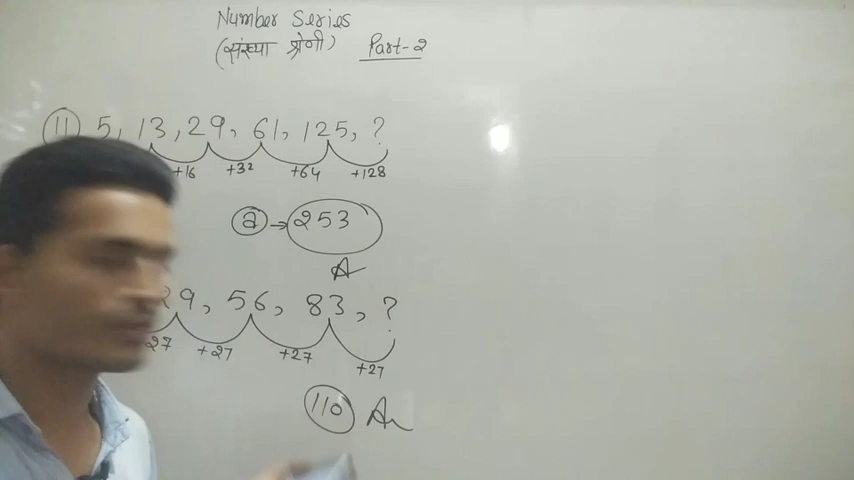 Number Series
(संख्या श्रेणी) Part-2
11 5, 13, 29, 61, 125, ?
+16 +32 +64 +128
a → 253
A
29, 56, 83, ?
27 +27 +27 +27
110 An